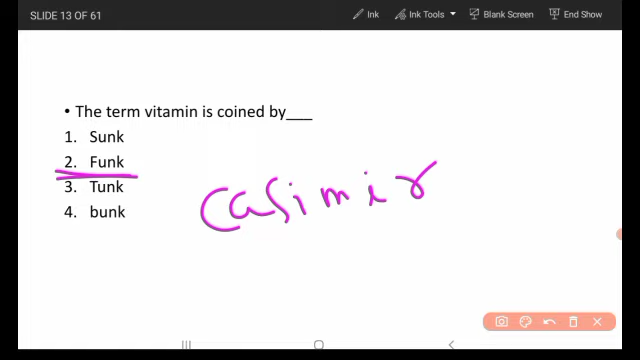 SLIDE 13 OF 61 Ink Ink Tools Blank Screen End Show
• The term vitamin is coined by___
1. Sunk
2. Funk
3. Tunk
4. bunk
Casimir